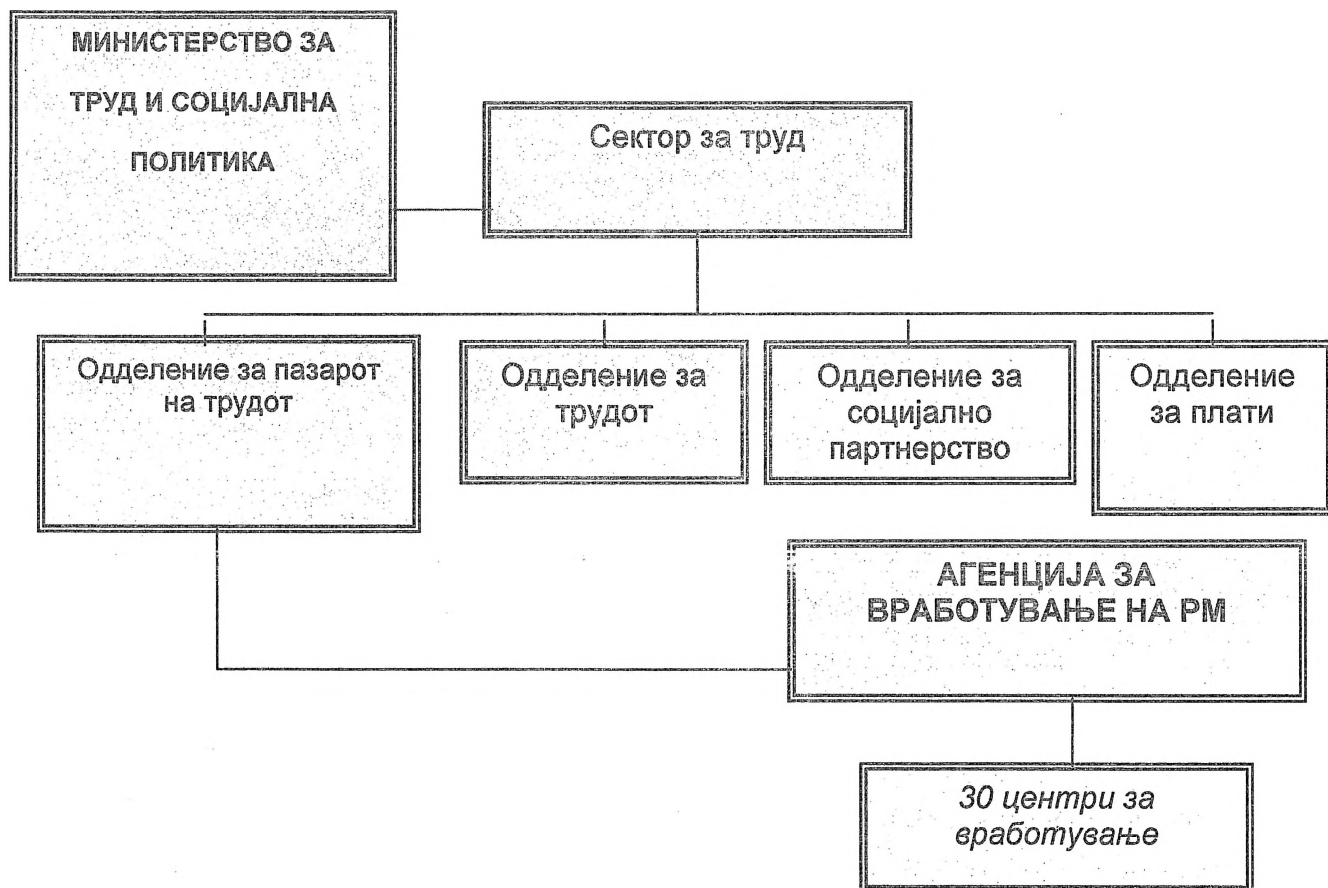 МИНИСТЕРСТВО ЗА
ТРУД И СОЦИЈАЛНА
ПОЛИТИКА
Сектор за труд
Одделение за пазарот
на трудот
Одделение за
трудот
Одделение за
социјално
партнерство
Одделение
за плати
АГЕНЦИЈА ЗА
ВРАБОТУВАЊЕ НА РМ
30 центри за
вработување